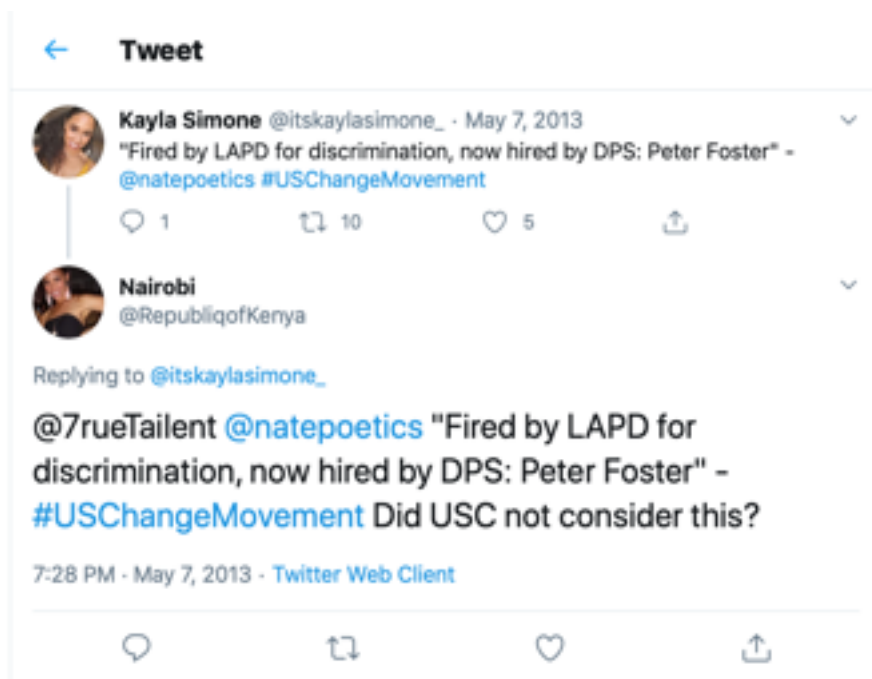 Tweet
Kayla Simone @itskaylasimone_ · May 7, 2013
"Fired by LAPD for discrimination, now hired by DPS: Peter Foster" -
@natepoetics #USChangeMovement
1 10 5
Nairobi
@RepubliqofKenya
Replying to @itskaylasimone_
@7rueTailent @natepoetics "Fired by LAPD for
discrimination, now hired by DPS: Peter Foster" -
#USChangeMovement Did USC not consider this?
7:28 PM · May 7, 2013 · Twitter Web Client